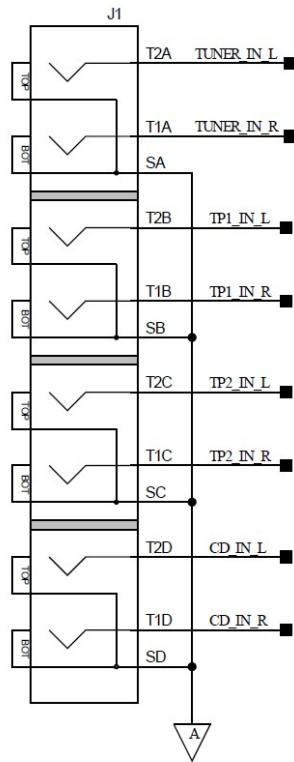 J1
T2A TUNER_IN_L
TOP
T1A TUNER_IN_R
BOT
SA
T2B TP1_IN_L
TOP
T1B TP1_IN_R
BOT
SB
T2C TP2_IN_L
TOP
T1C TP2_IN_R
BOT
SC
T2D CD_IN_L
TOP
T1D CD_IN_R
BOT
SD
A